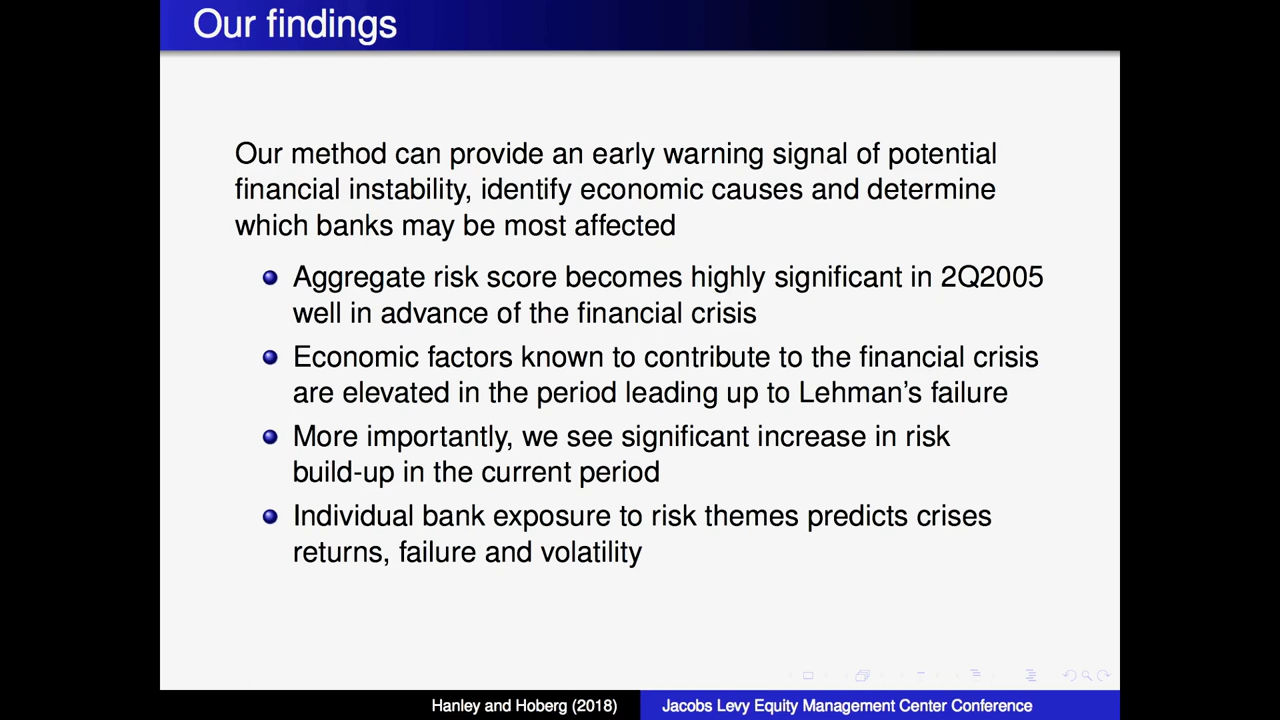 Our findings
Our method can provide an early warning signal of potential
financial instability, identify economic causes and determine
which banks may be most affected
Aggregate risk score becomes highly significant in 2Q2005
well in advance of the financial crisis
Economic factors known to contribute to the financial crisis
are elevated in the period leading up to Lehman's failure
More importantly, we see significant increase in risk
build-up in the current period
Individual bank exposure to risk themes predicts crises
returns, failure and volatility
Hanley and Hoberg (2018)
Jacobs Levy Equity Management Center Conference